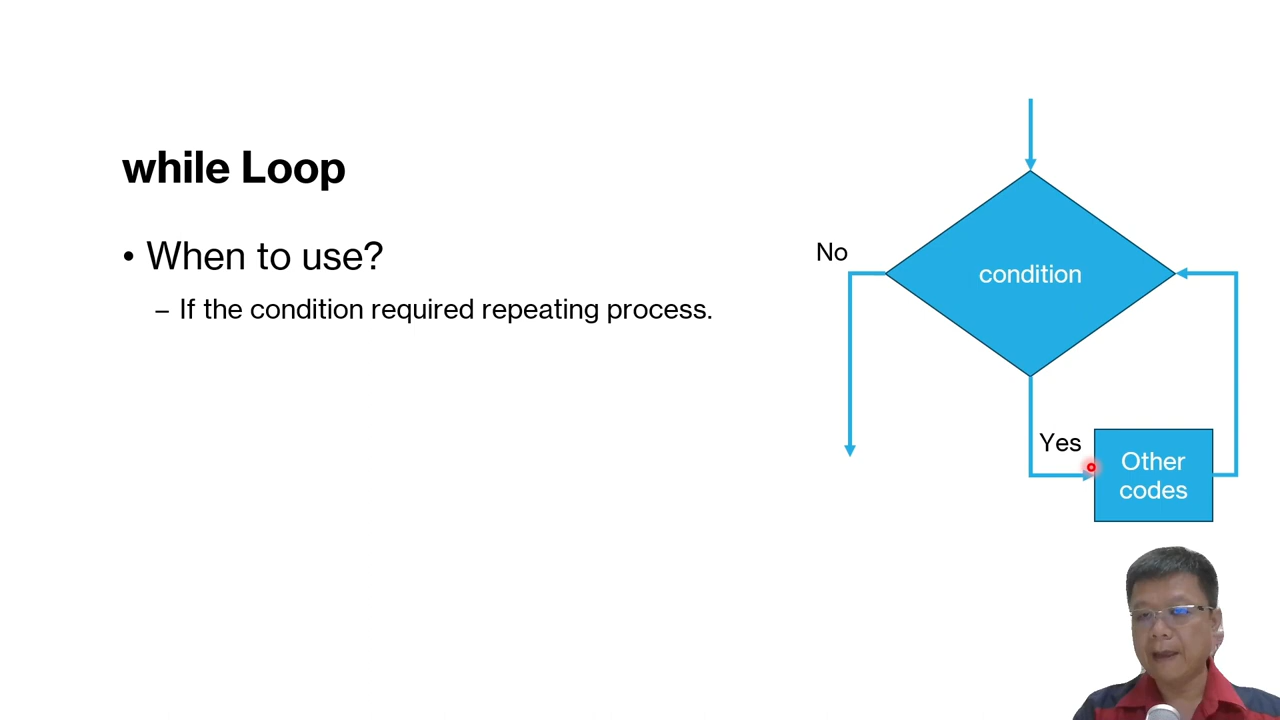 while Loop
• When to use?
– If the condition required repeating process.
No
condition
Yes
Other
codes